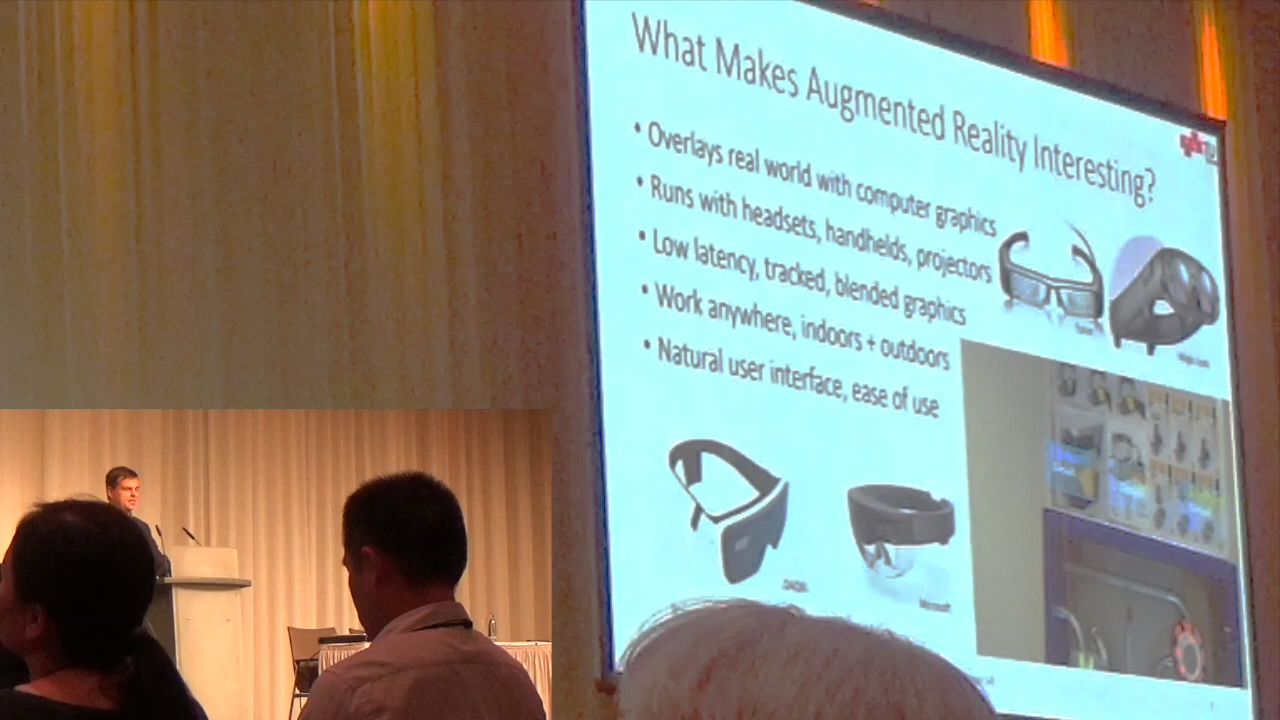 What Makes Augmented Reality Interesting?
• Overlays real world with computer graphics
• Runs with headsets, handhelds, projectors
• Low latency, tracked, blended graphics
• Work anywhere, indoors + outdoors
• Natural user interface, ease of use
Microsoft